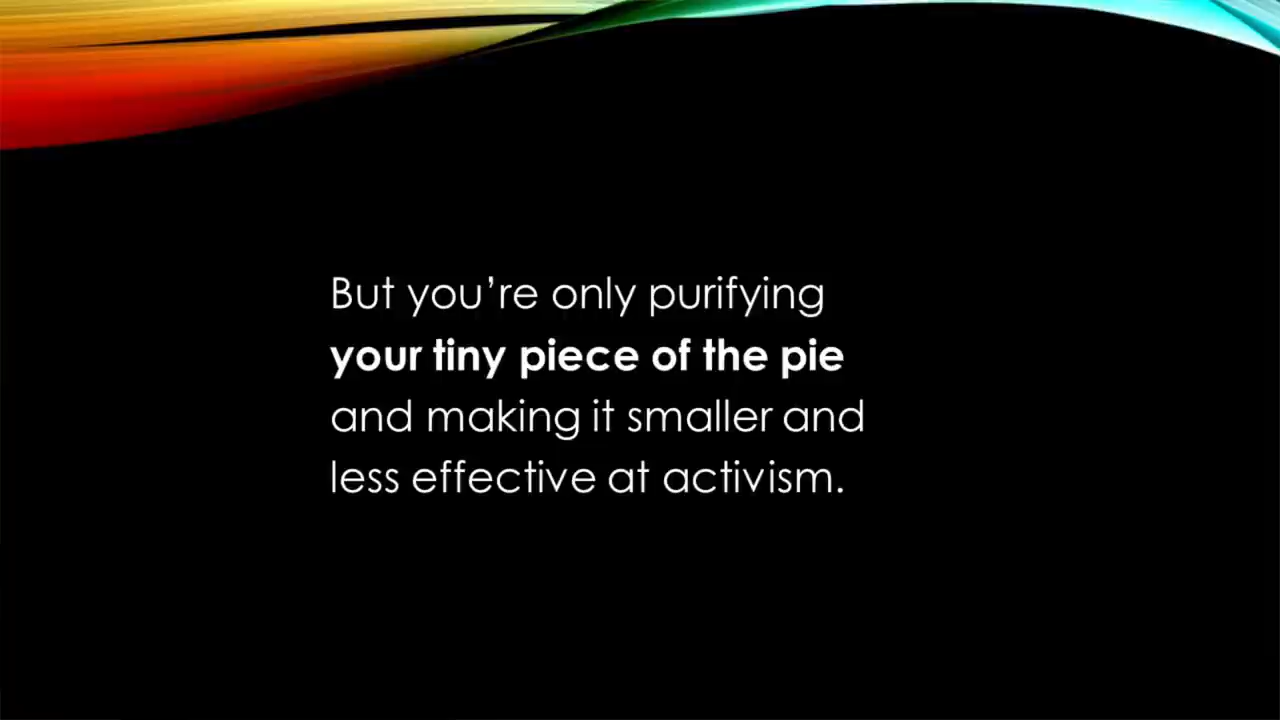 But you’re only purifying
your tiny piece of the pie
and making it smaller and
less effective at activism.